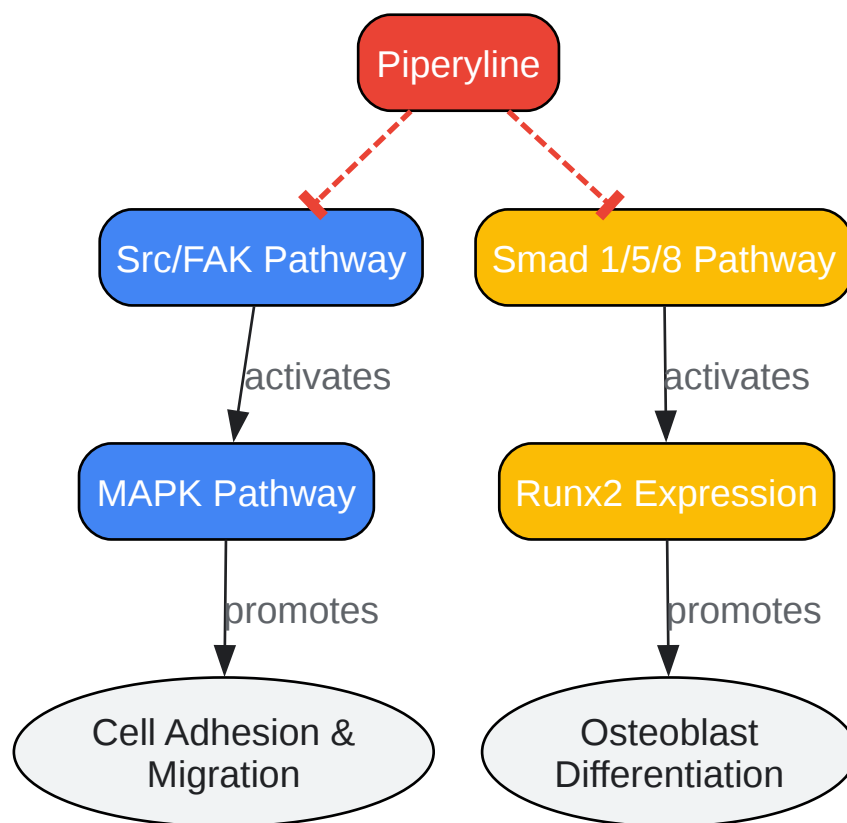 Piperyline
Src/FAK Pathway
Smad 1/5/8 Pathway
activates
activates
MAPK Pathway
Runx2 Expression
promotes
promotes
Cell Adhesion &
Migration
Osteoblast
Differentiation